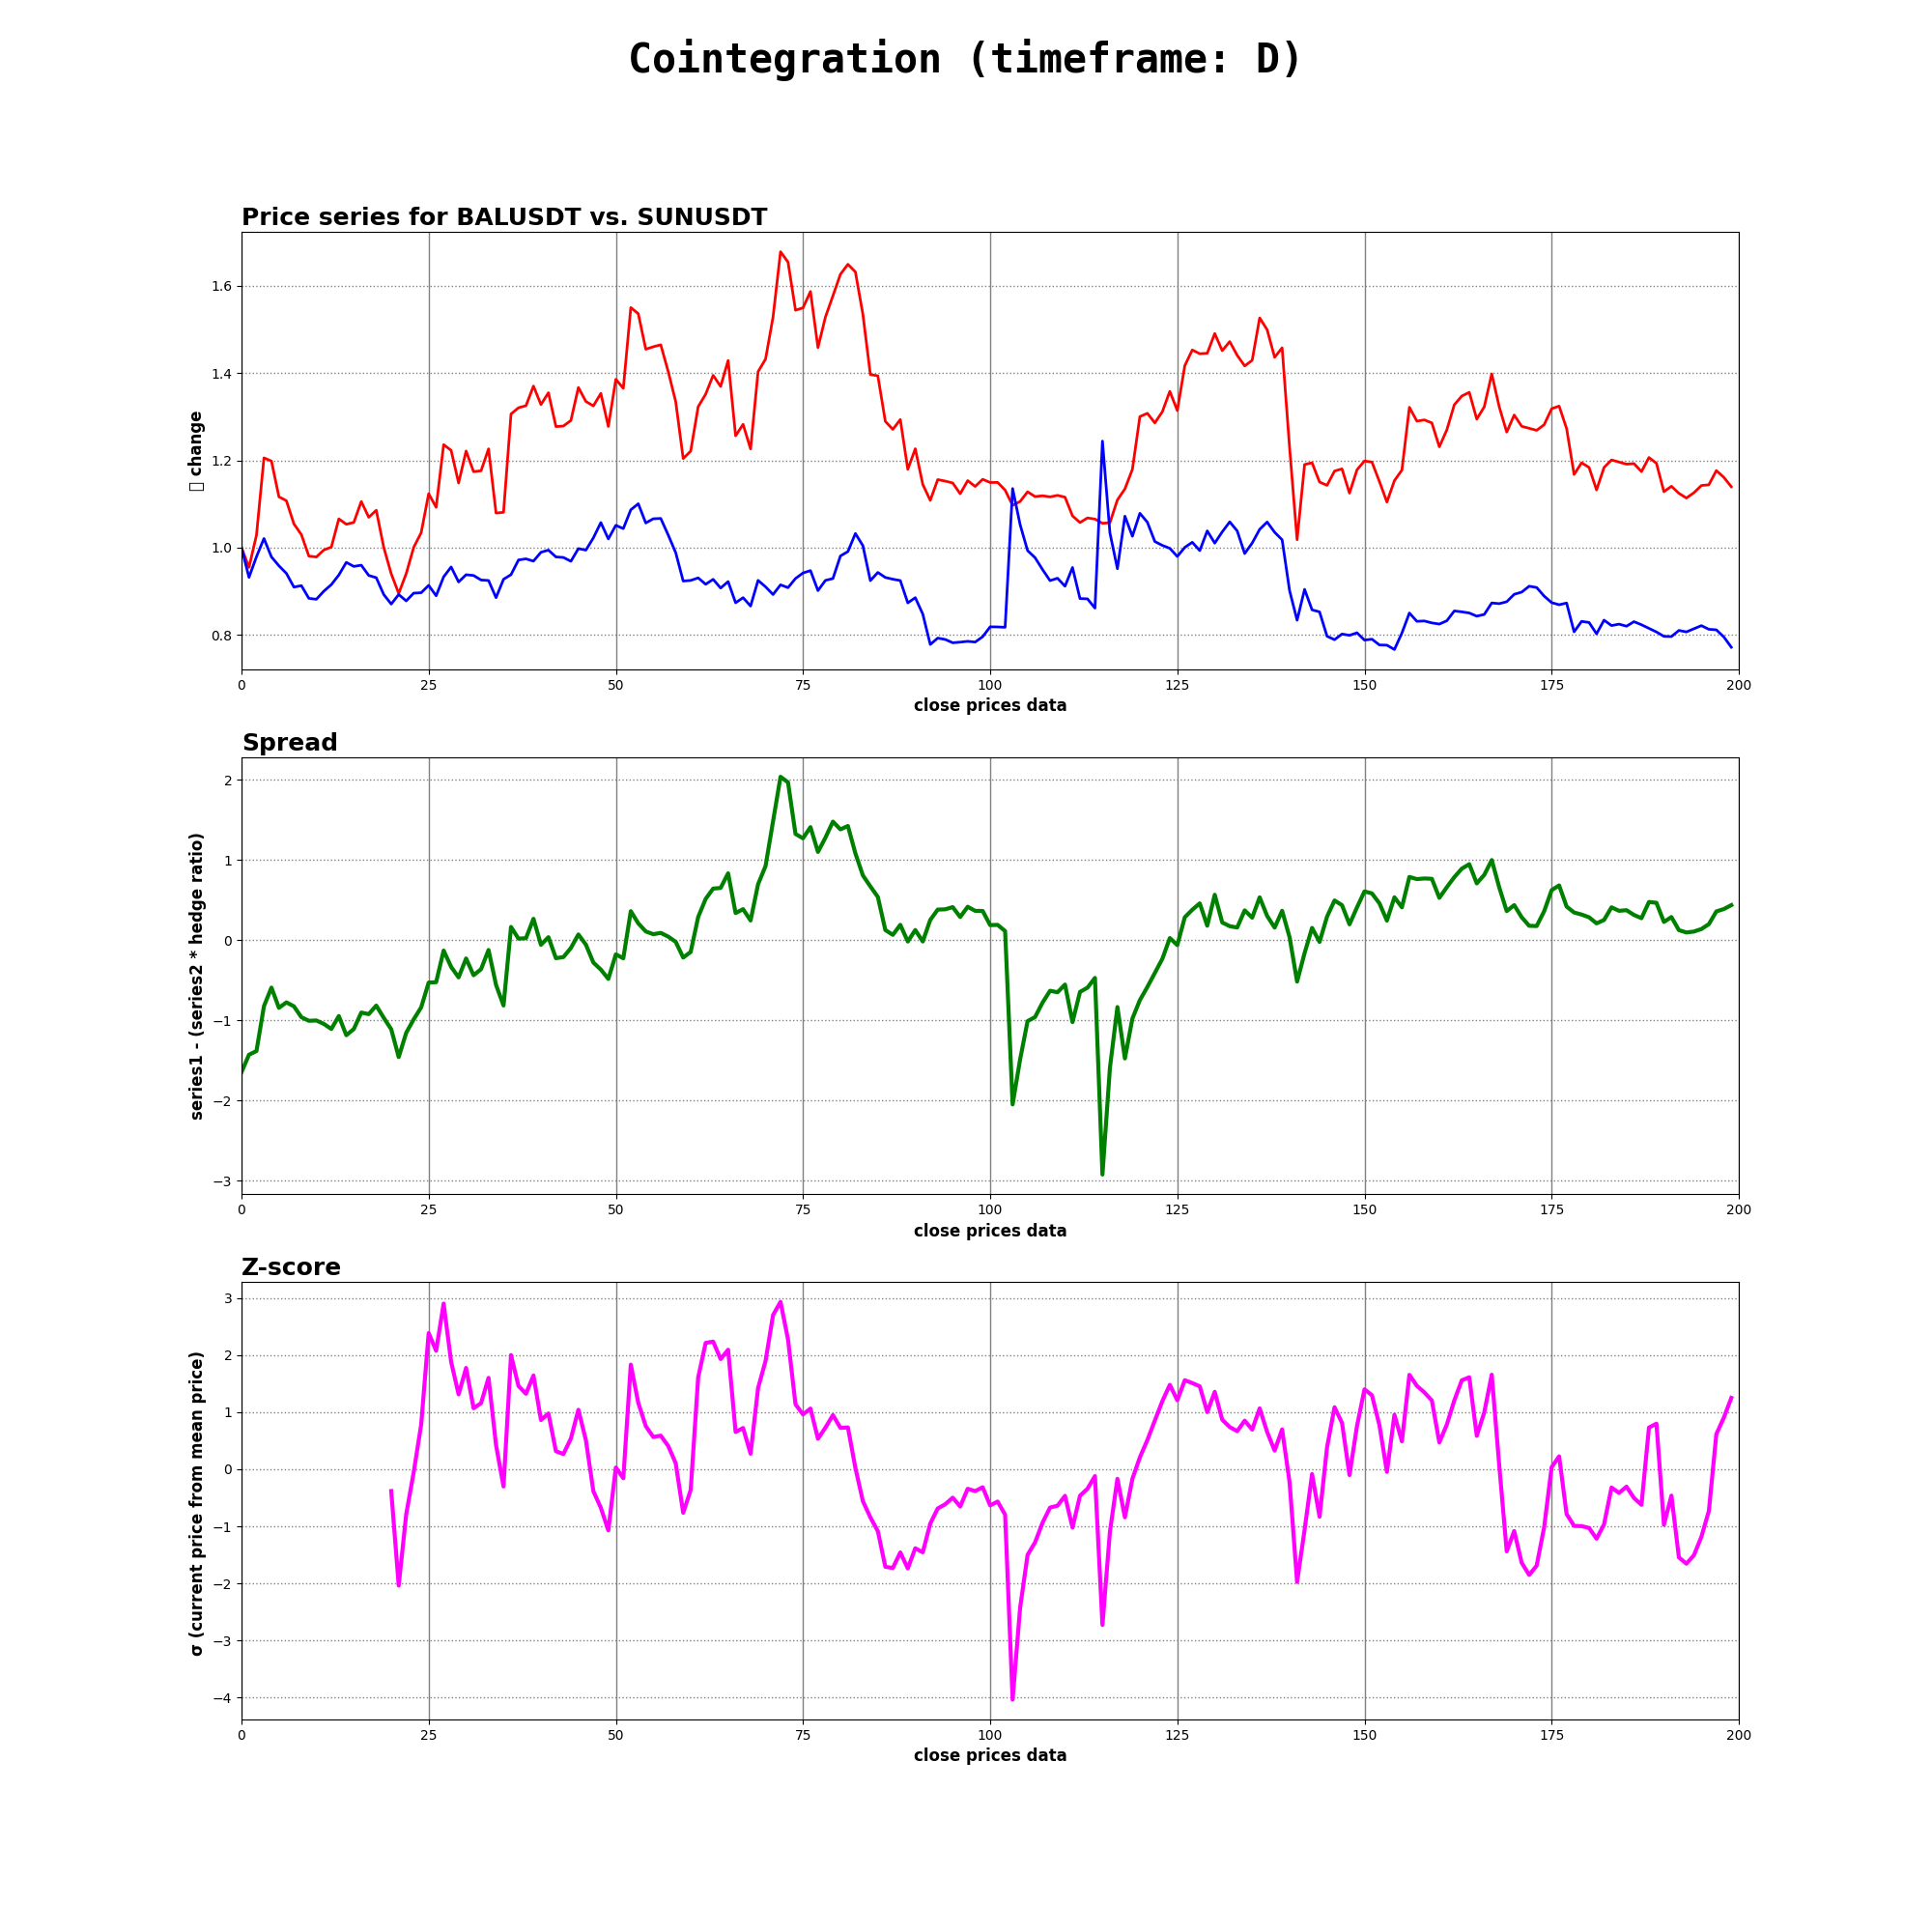 Cointegration (timeframe: D)
Price series for BALUSDT vs. SUNUSDT
change
1.6
1.4
1.2
1.0
0.8
0 25 50 75 100 125 150 175 200
close prices data
Spread
series1 - (series2 * hedge ratio)
2
1
0
−1
−2
−3
0 25 50 75 100 125 150 175 200
close prices data
Z-score
σ (current price from mean price)
3
2
1
0
−1
−2
−3
−4
0 25 50 75 100 125 150 175 200
close prices data